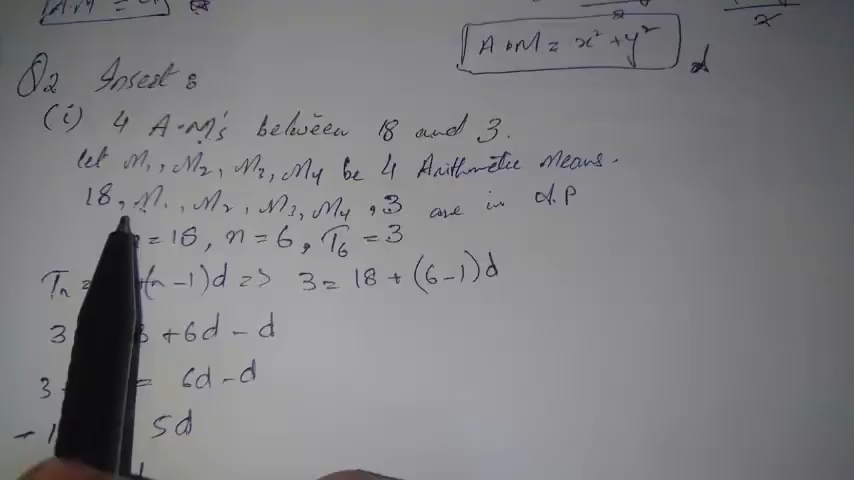 A.M = x² + y²
d
Q2 Insert :
(i) 4 A.M's between 18 and 3.
let M₁, M₂, M₃, M₄ be 4 Arithmetic Means.
18, M₁, M₂, M₃, M₄, 3 are in A.P
= 18, n = 6, T₆ = 3
Tₙ = (n-1)d => 3 = 18 + (6-1)d
3 + 6d - d
3 = 6d - d
-1 5d